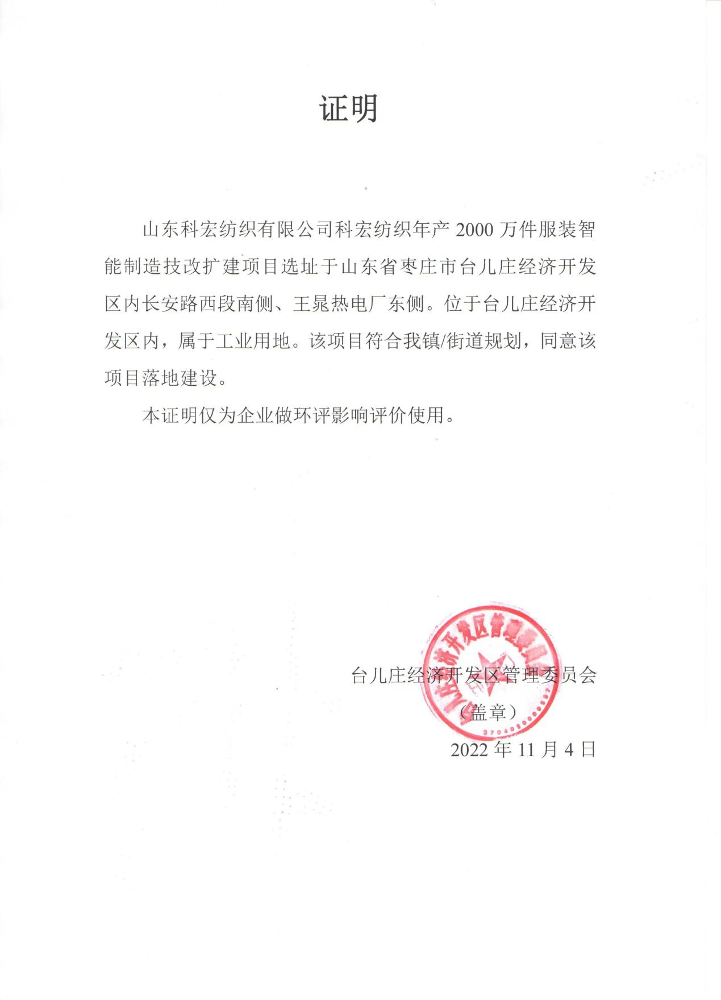 证明
山东科宏纺织有限公司科宏纺织年产 2000 万件服装智
能制造技改扩建项目选址于山东省枣庄市台儿庄经济开发
区内长安路西段南侧、王晁热电厂东侧。位于台儿庄经济开
发区内，属于工业用地。该项目符合我镇/街道规划，同意该
项目落地建设。
本证明仅为企业做环评影响评价使用。
台儿庄经济开发区管理委员会
台儿庄经济开发区管理委员会
（盖章）
2022 年 11 月 4 日